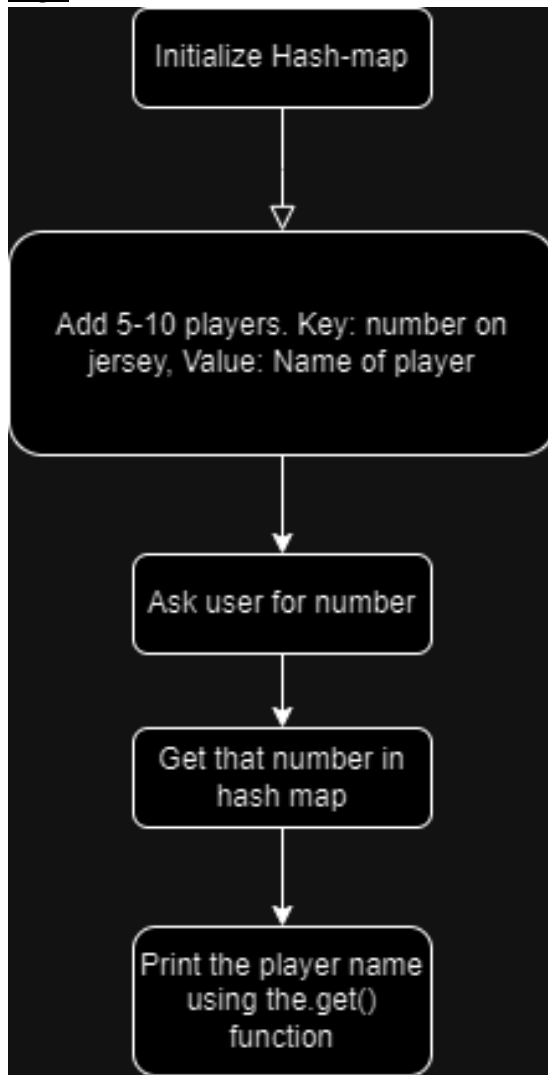 Initialize Hash-map
Add 5-10 players. Key: number on
jersey, Value: Name of player
Ask user for number
Get that number in
hash map
Print the player name
using the.get()
function